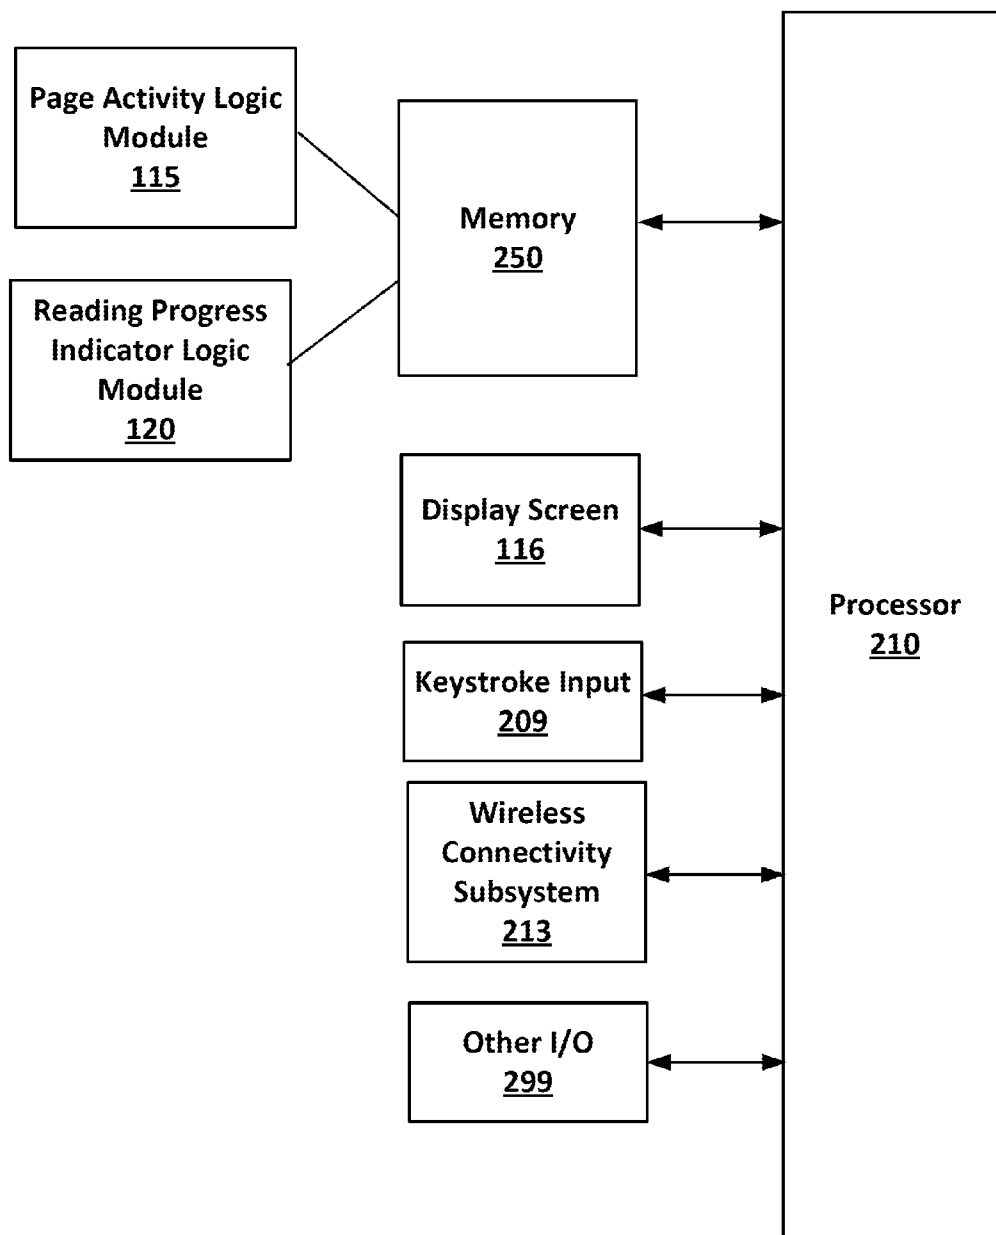 Page Activity Logic
Module
115
Reading Progress
Indicator Logic
Module
120
Memory
250
Display Screen
116
Keystroke Input
209
Wireless
Connectivity
Subsystem
213
Other I/O
299
Processor
210